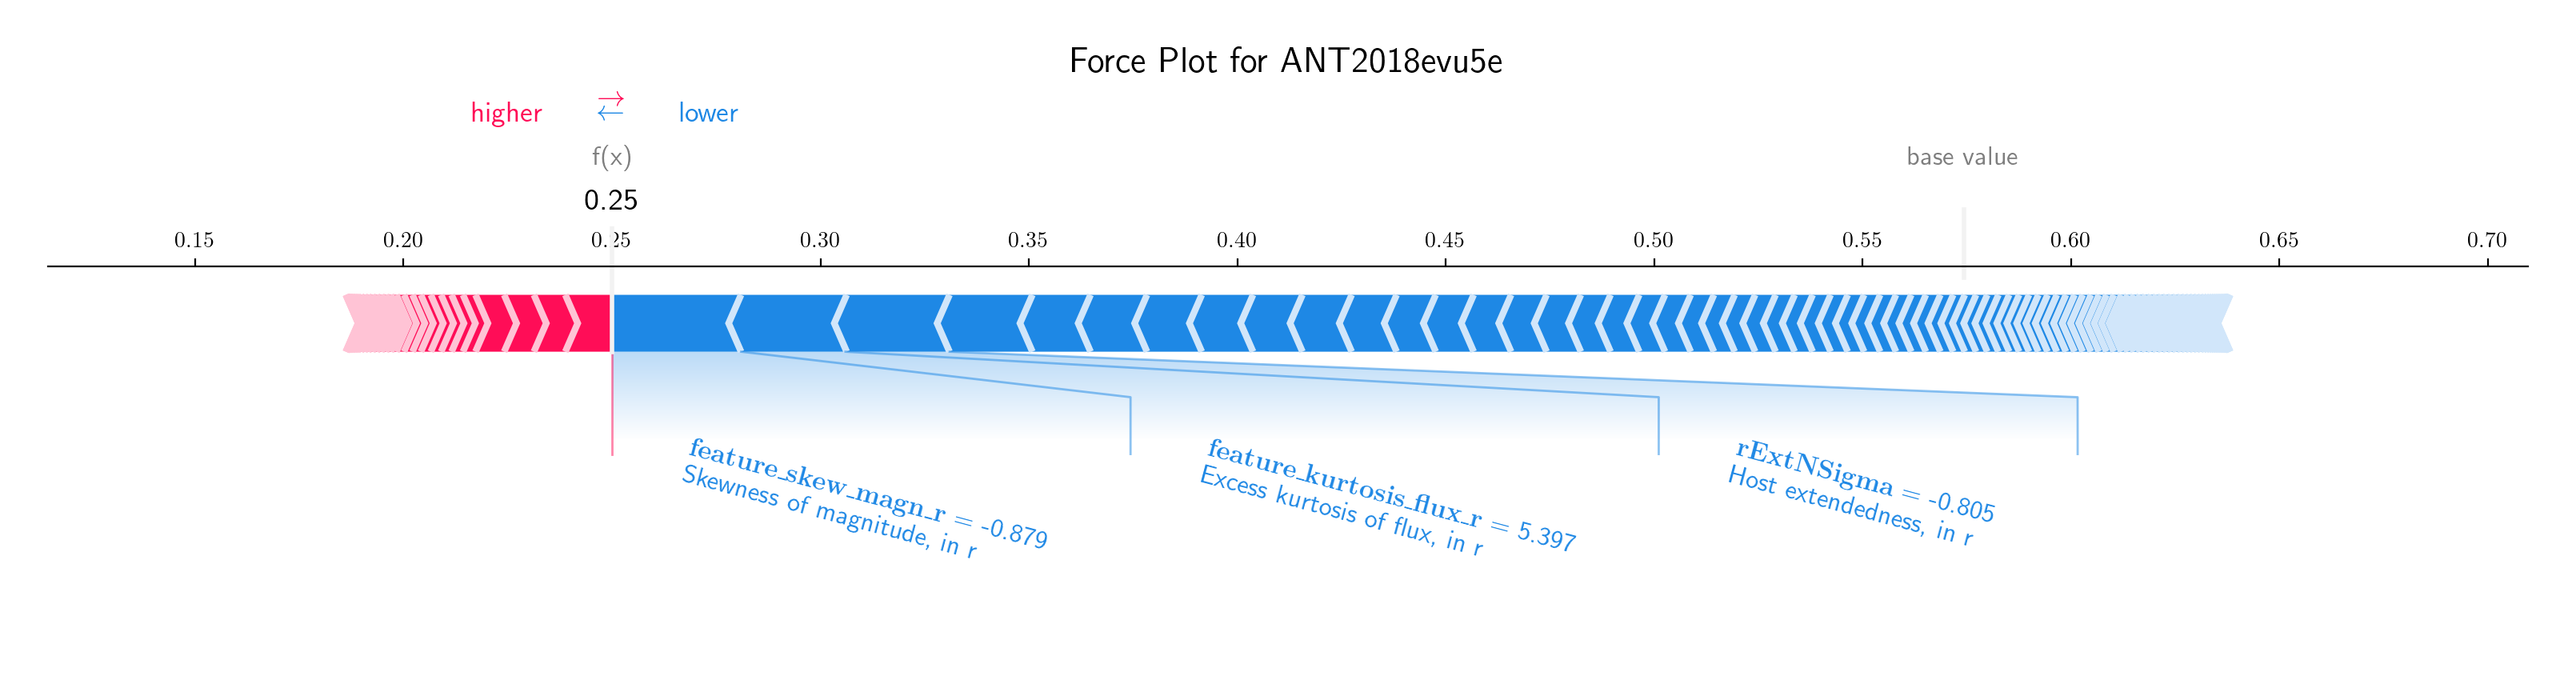 Force Plot for ANT2018evu5e
higher → ← lower
f(x) base value
0.25
0.15 0.20 0.25 0.30 0.35 0.40 0.45 0.50 0.55 0.60 0.65 0.70
feature_skew_magn_r = -0.879
Skewness of magnitude, in r
feature_kurtosis_flux_r = 5.397
Excess kurtosis of flux, in r
rExtNSigma = -0.805
Host extendedness, in r